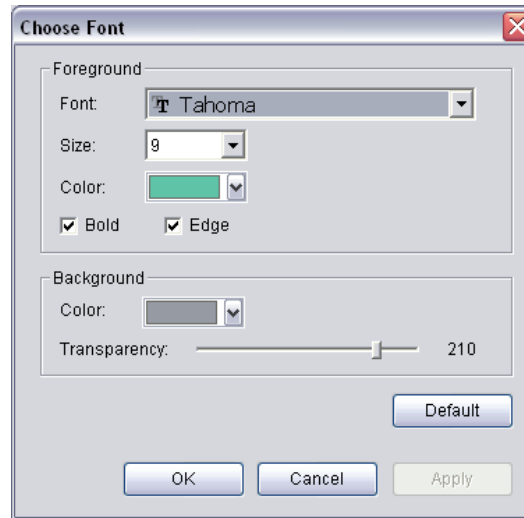 Choose Font
Foreground
Font: Tahoma
Size: 9
Color:
Bold Edge
Background
Color:
Transparency: 210
Default
OK Cancel Apply